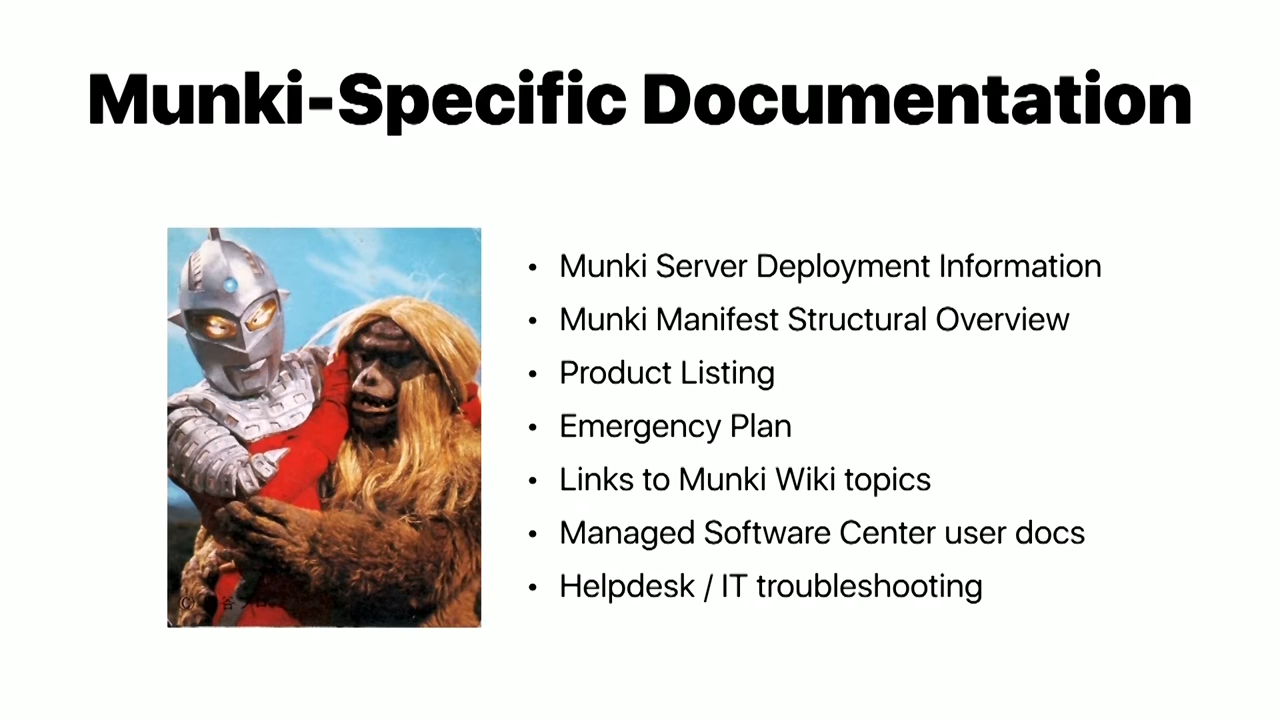 Munki-Specific Documentation
• Munki Server Deployment Information
• Munki Manifest Structural Overview
• Product Listing
• Emergency Plan
• Links to Munki Wiki topics
• Managed Software Center user docs
• Helpdesk / IT troubleshooting